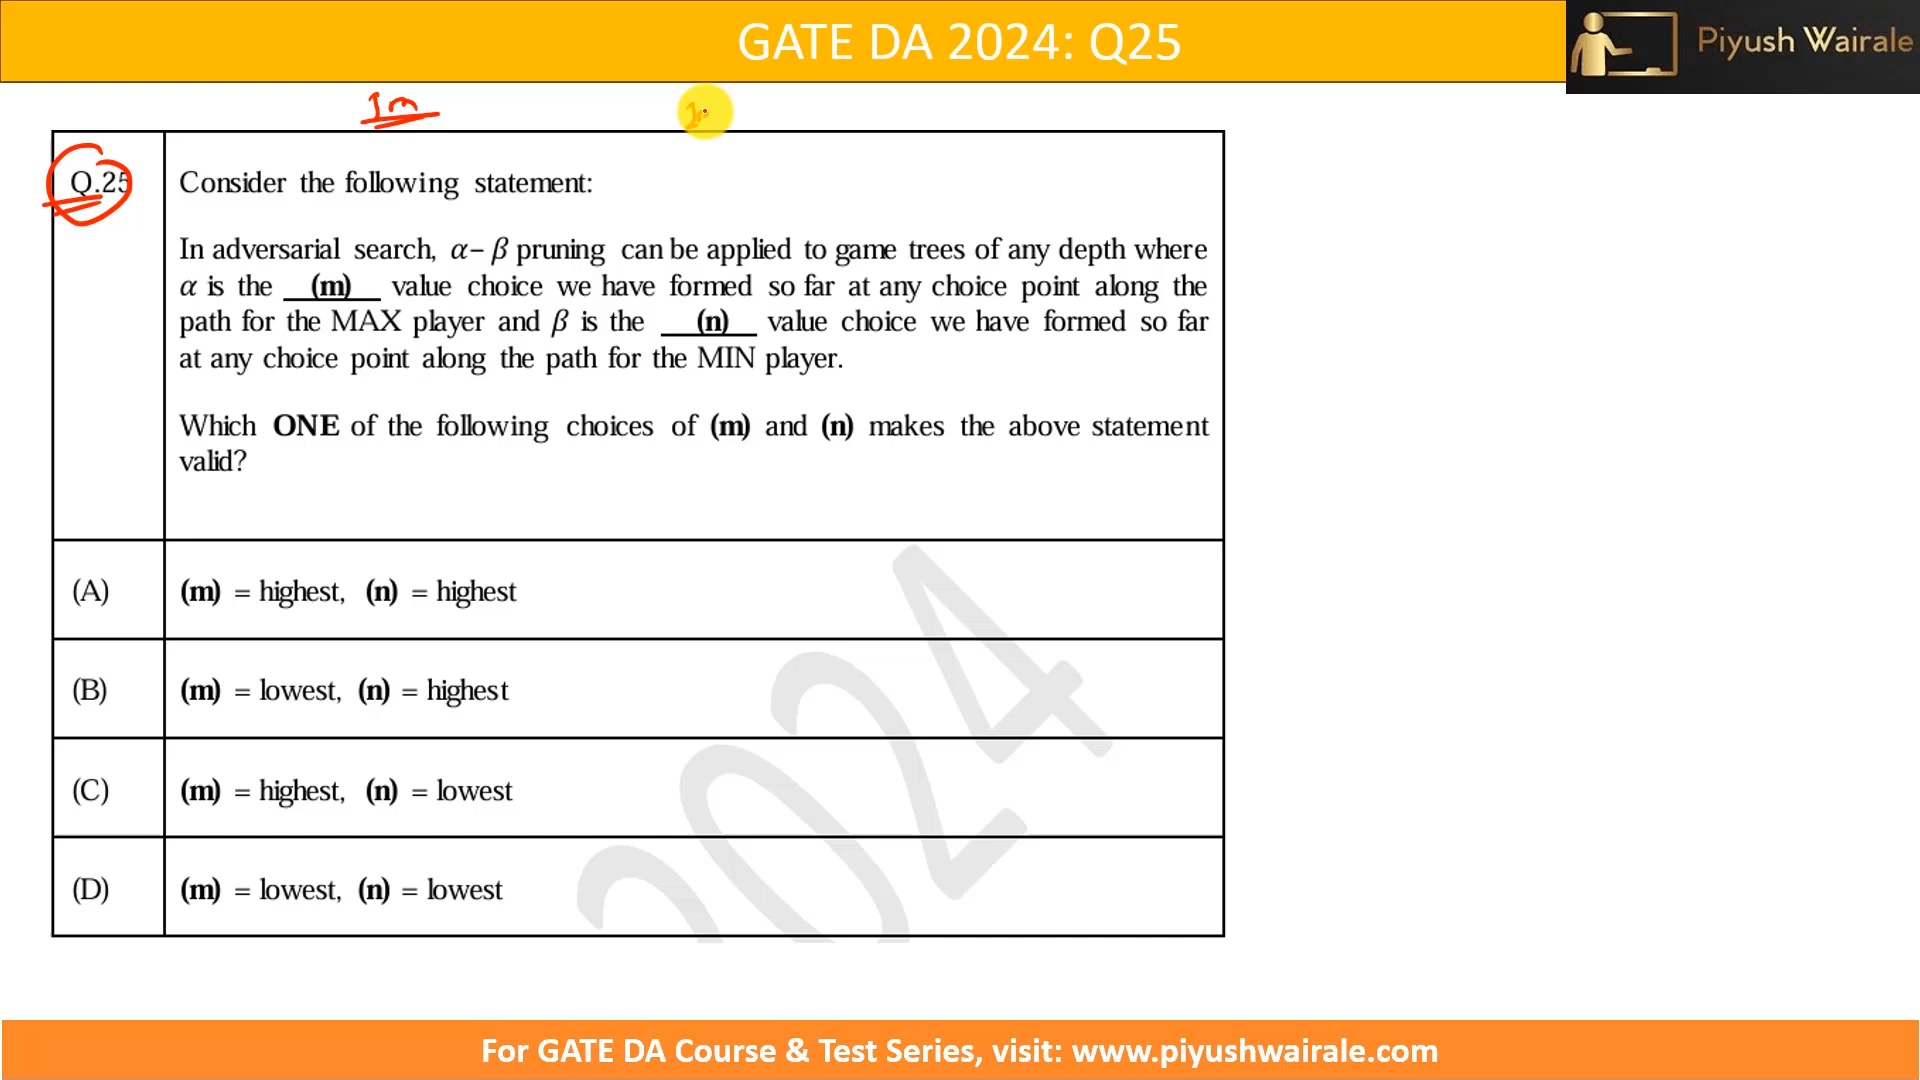 GATE DA 2024: Q25
Piyush Wairale
1m
Q.25
Consider the following statement:
In adversarial search, α– β pruning can be applied to game trees of any depth where
α is the (m) value choice we have formed so far at any choice point along the
path for the MAX player and β is the (n) value choice we have formed so far
at any choice point along the path for the MIN player.
Which ONE of the following choices of (m) and (n) makes the above statement
valid?
(A) (m) = highest, (n) = highest
(B) (m) = lowest, (n) = highest
(C) (m) = highest, (n) = lowest
(D) (m) = lowest, (n) = lowest
2024
For GATE DA Course & Test Series, visit: www.piyushwairale.com